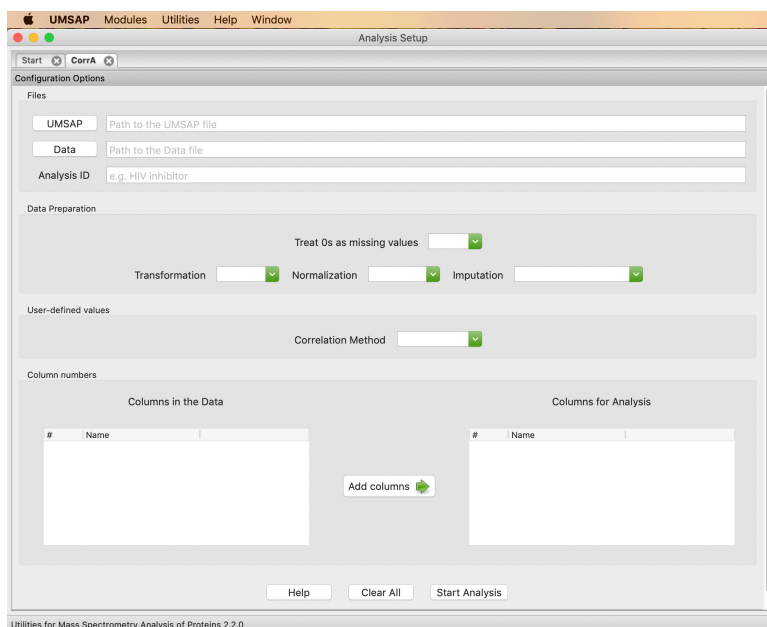 UMSAP Modules Utilities Help Window
Analysis Setup
Start CorrA
Configuration Options
Files
UMSAP Path to the UMSAP file
Data Path to the Data file
Analysis ID e.g. HIV inhibitor
Data Preparation
Treat 0s as missing values
Transformation Normalization Imputation
User-defined values
Correlation Method
Column numbers
Columns in the Data Columns for Analysis
# Name # Name
Add columns
Help Clear All Start Analysis
Utilities for Mass Spectrometry Analysis of Proteins 2.2.0